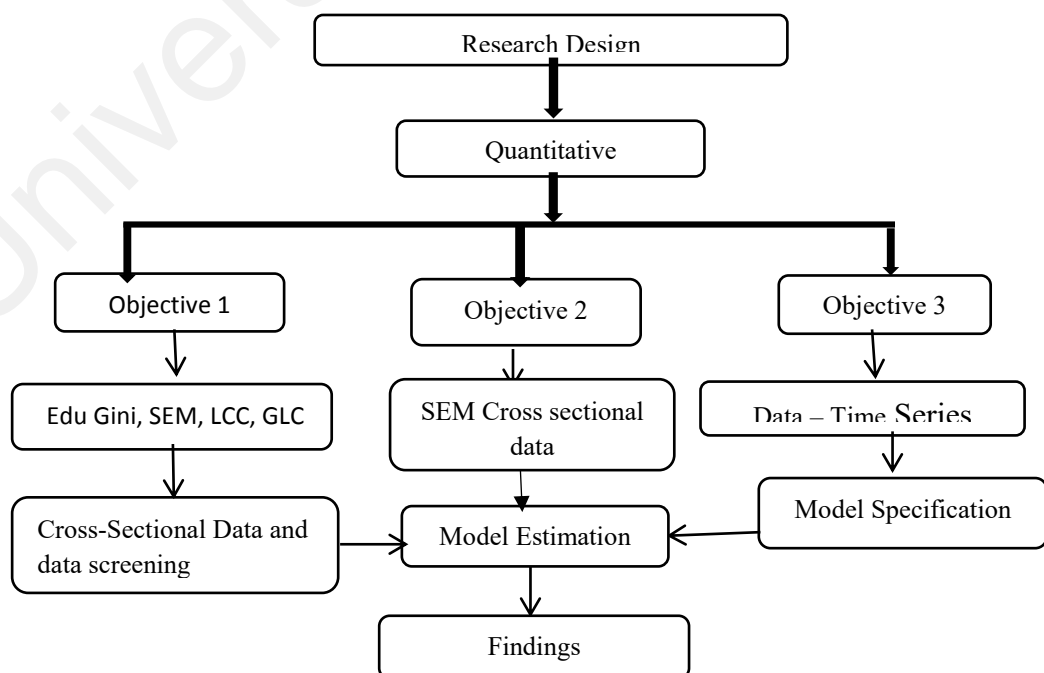 Univer
Research Design
Quantitative
Objective 1
Objective 2
Objective 3
Edu Gini, SEM, LCC, GLC
SEM Cross sectional
data
Data – Time Series
Cross-Sectional Data and
data screening
Model Estimation
Model Specification
Findings